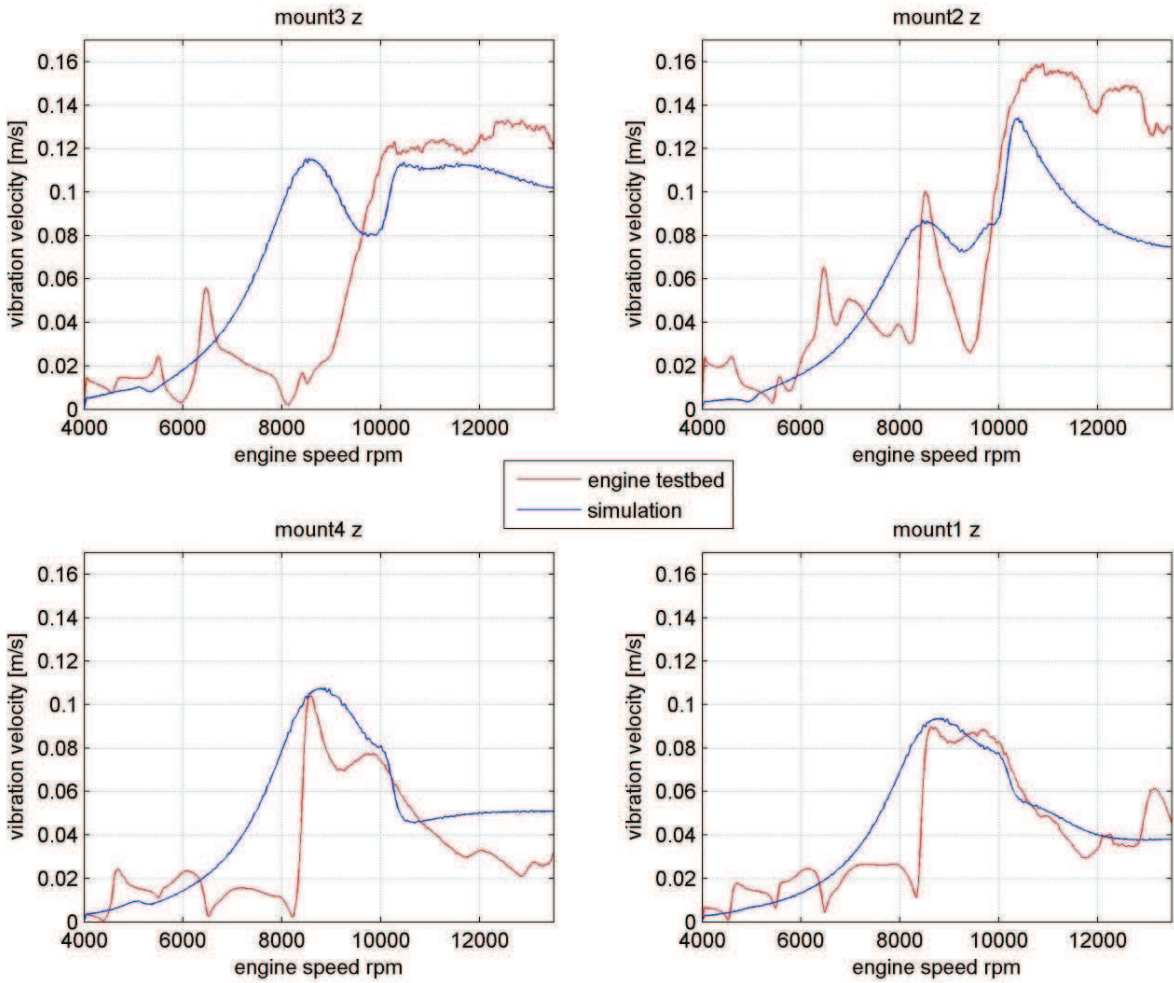 mount3 z
0.16
0.14
0.12
0.1
0.08
0.06
0.04
0.02
0
vibration velocity [m/s]
4000 6000 8000 10000 12000
engine speed rpm
mount2 z
0.16
0.14
0.12
0.1
0.08
0.06
0.04
0.02
0
vibration velocity [m/s]
4000 6000 8000 10000 12000
engine speed rpm
engine testbed
simulation
mount4 z
0.16
0.14
0.12
0.1
0.08
0.06
0.04
0.02
0
vibration velocity [m/s]
4000 6000 8000 10000 12000
engine speed rpm
mount1 z
0.16
0.14
0.12
0.1
0.08
0.06
0.04
0.02
0
vibration velocity [m/s]
4000 6000 8000 10000 12000
engine speed rpm